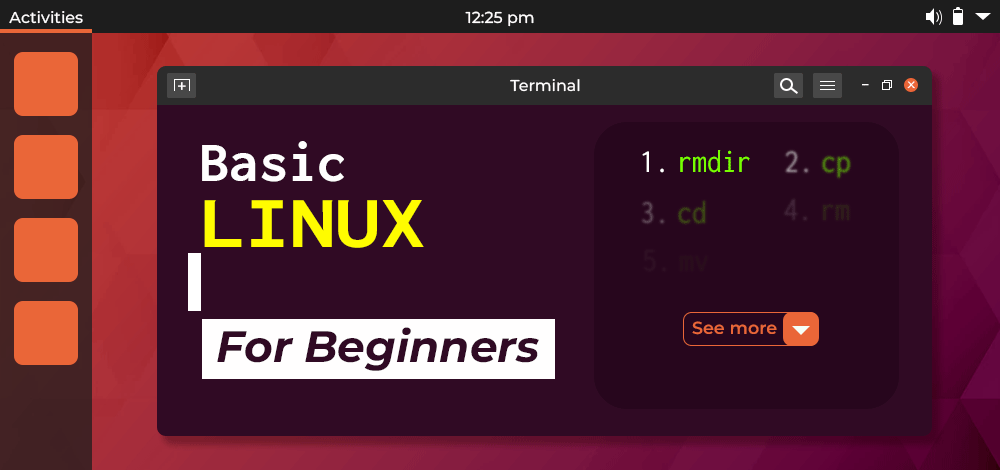 Activities
12:25 pm
Terminal
Basic
LINUX
For Beginners
1. rmdir 2. cp
3. cd 4. rm
5. mv
See more